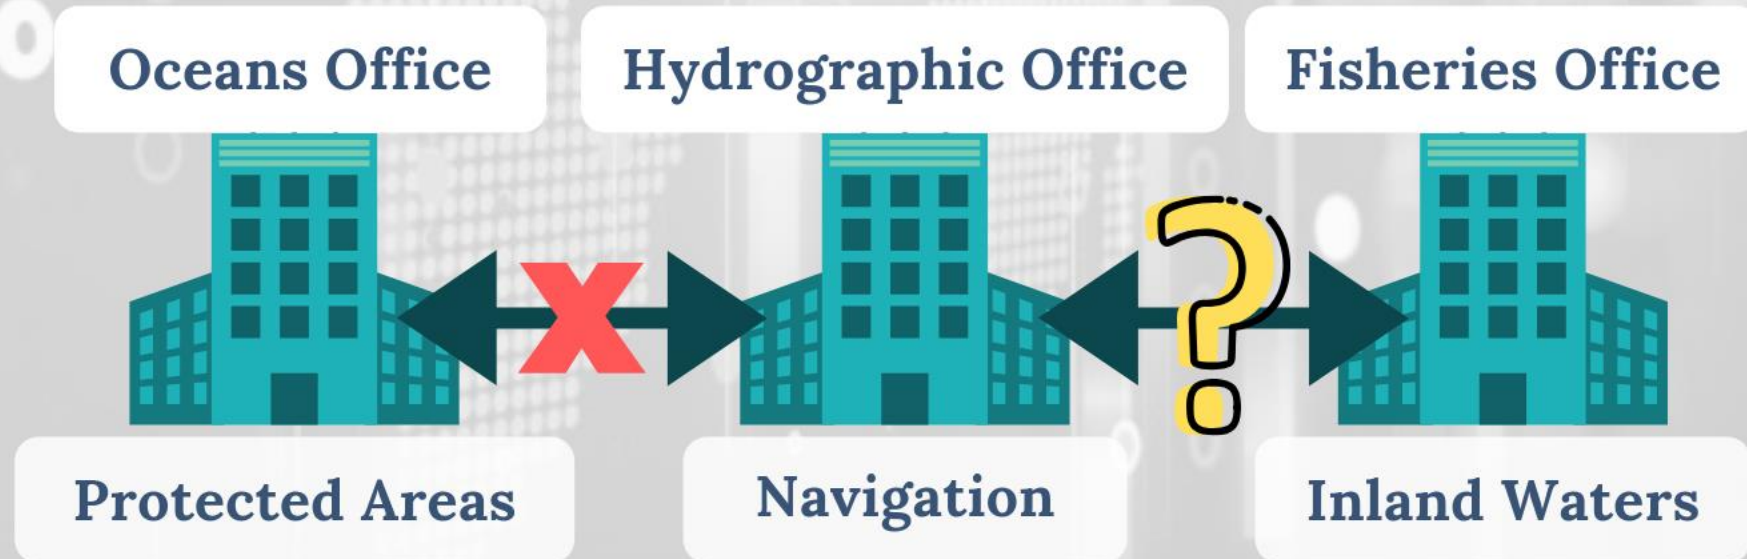 Oceans Office
Hydrographic Office
Fisheries Office
X
?
Protected Areas
Navigation
Inland Waters